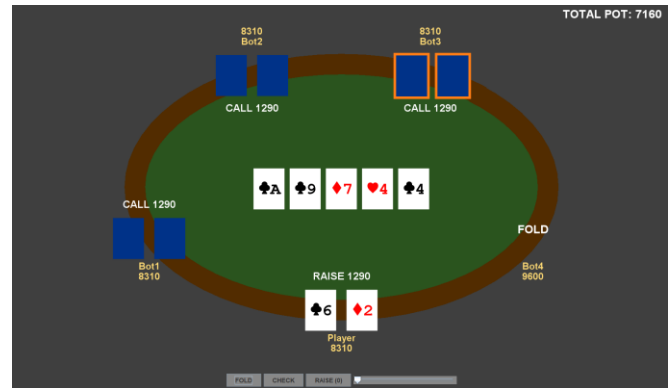 TOTAL POT: 7160
8310
Bot2
8310
Bot3
CALL 1290
CALL 1290
♣A ♣9 ♦7 ♥4 ♣4
CALL 1290
FOLD
Bot1
8310
Bot4
9600
RAISE 1290
♣6 ♦2
Player
8310
FOLD CHECK RAISE (0)